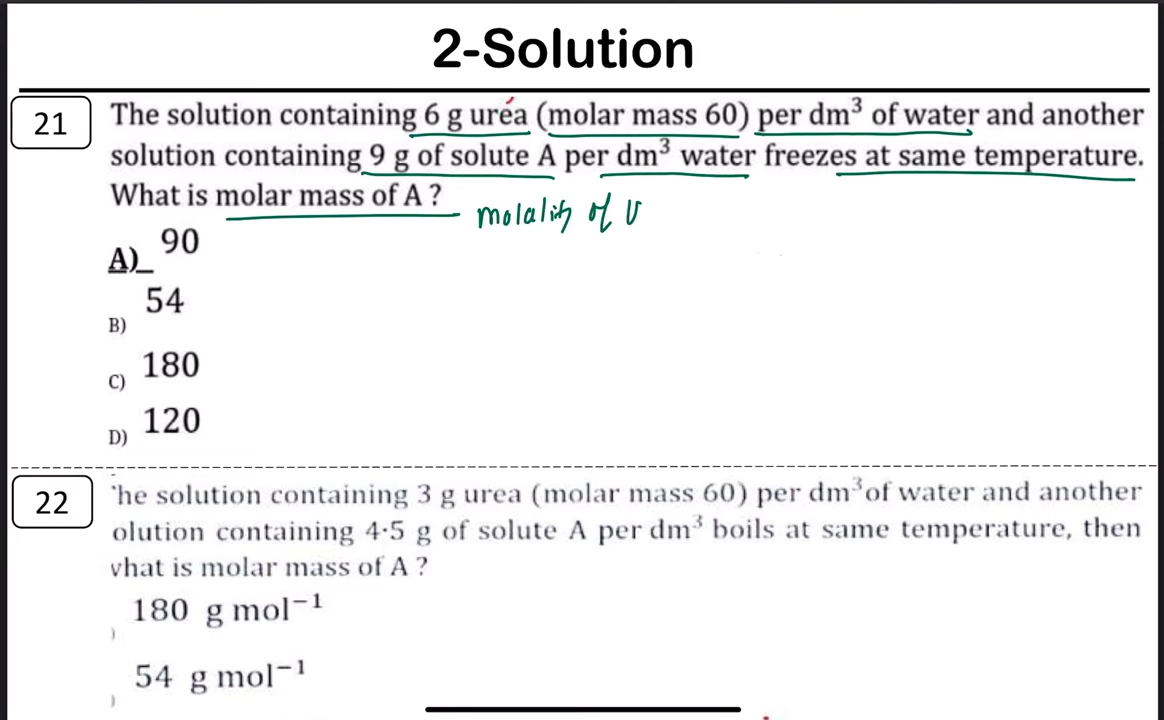 2-Solution
21
The solution containing 6 g urea (molar mass 60) per dm³ of water and another
solution containing 9 g of solute A per dm³ water freezes at same temperature.
What is molar mass of A ?
molality of U
A) 90
B) 54
C) 180
D) 120
22
he solution containing 3 g urea (molar mass 60) per dm³of water and another
olution containing 4·5 g of solute A per dm³ boils at same temperature, then
vhat is molar mass of A ?
) 180 g mol⁻¹
) 54 g mol⁻¹